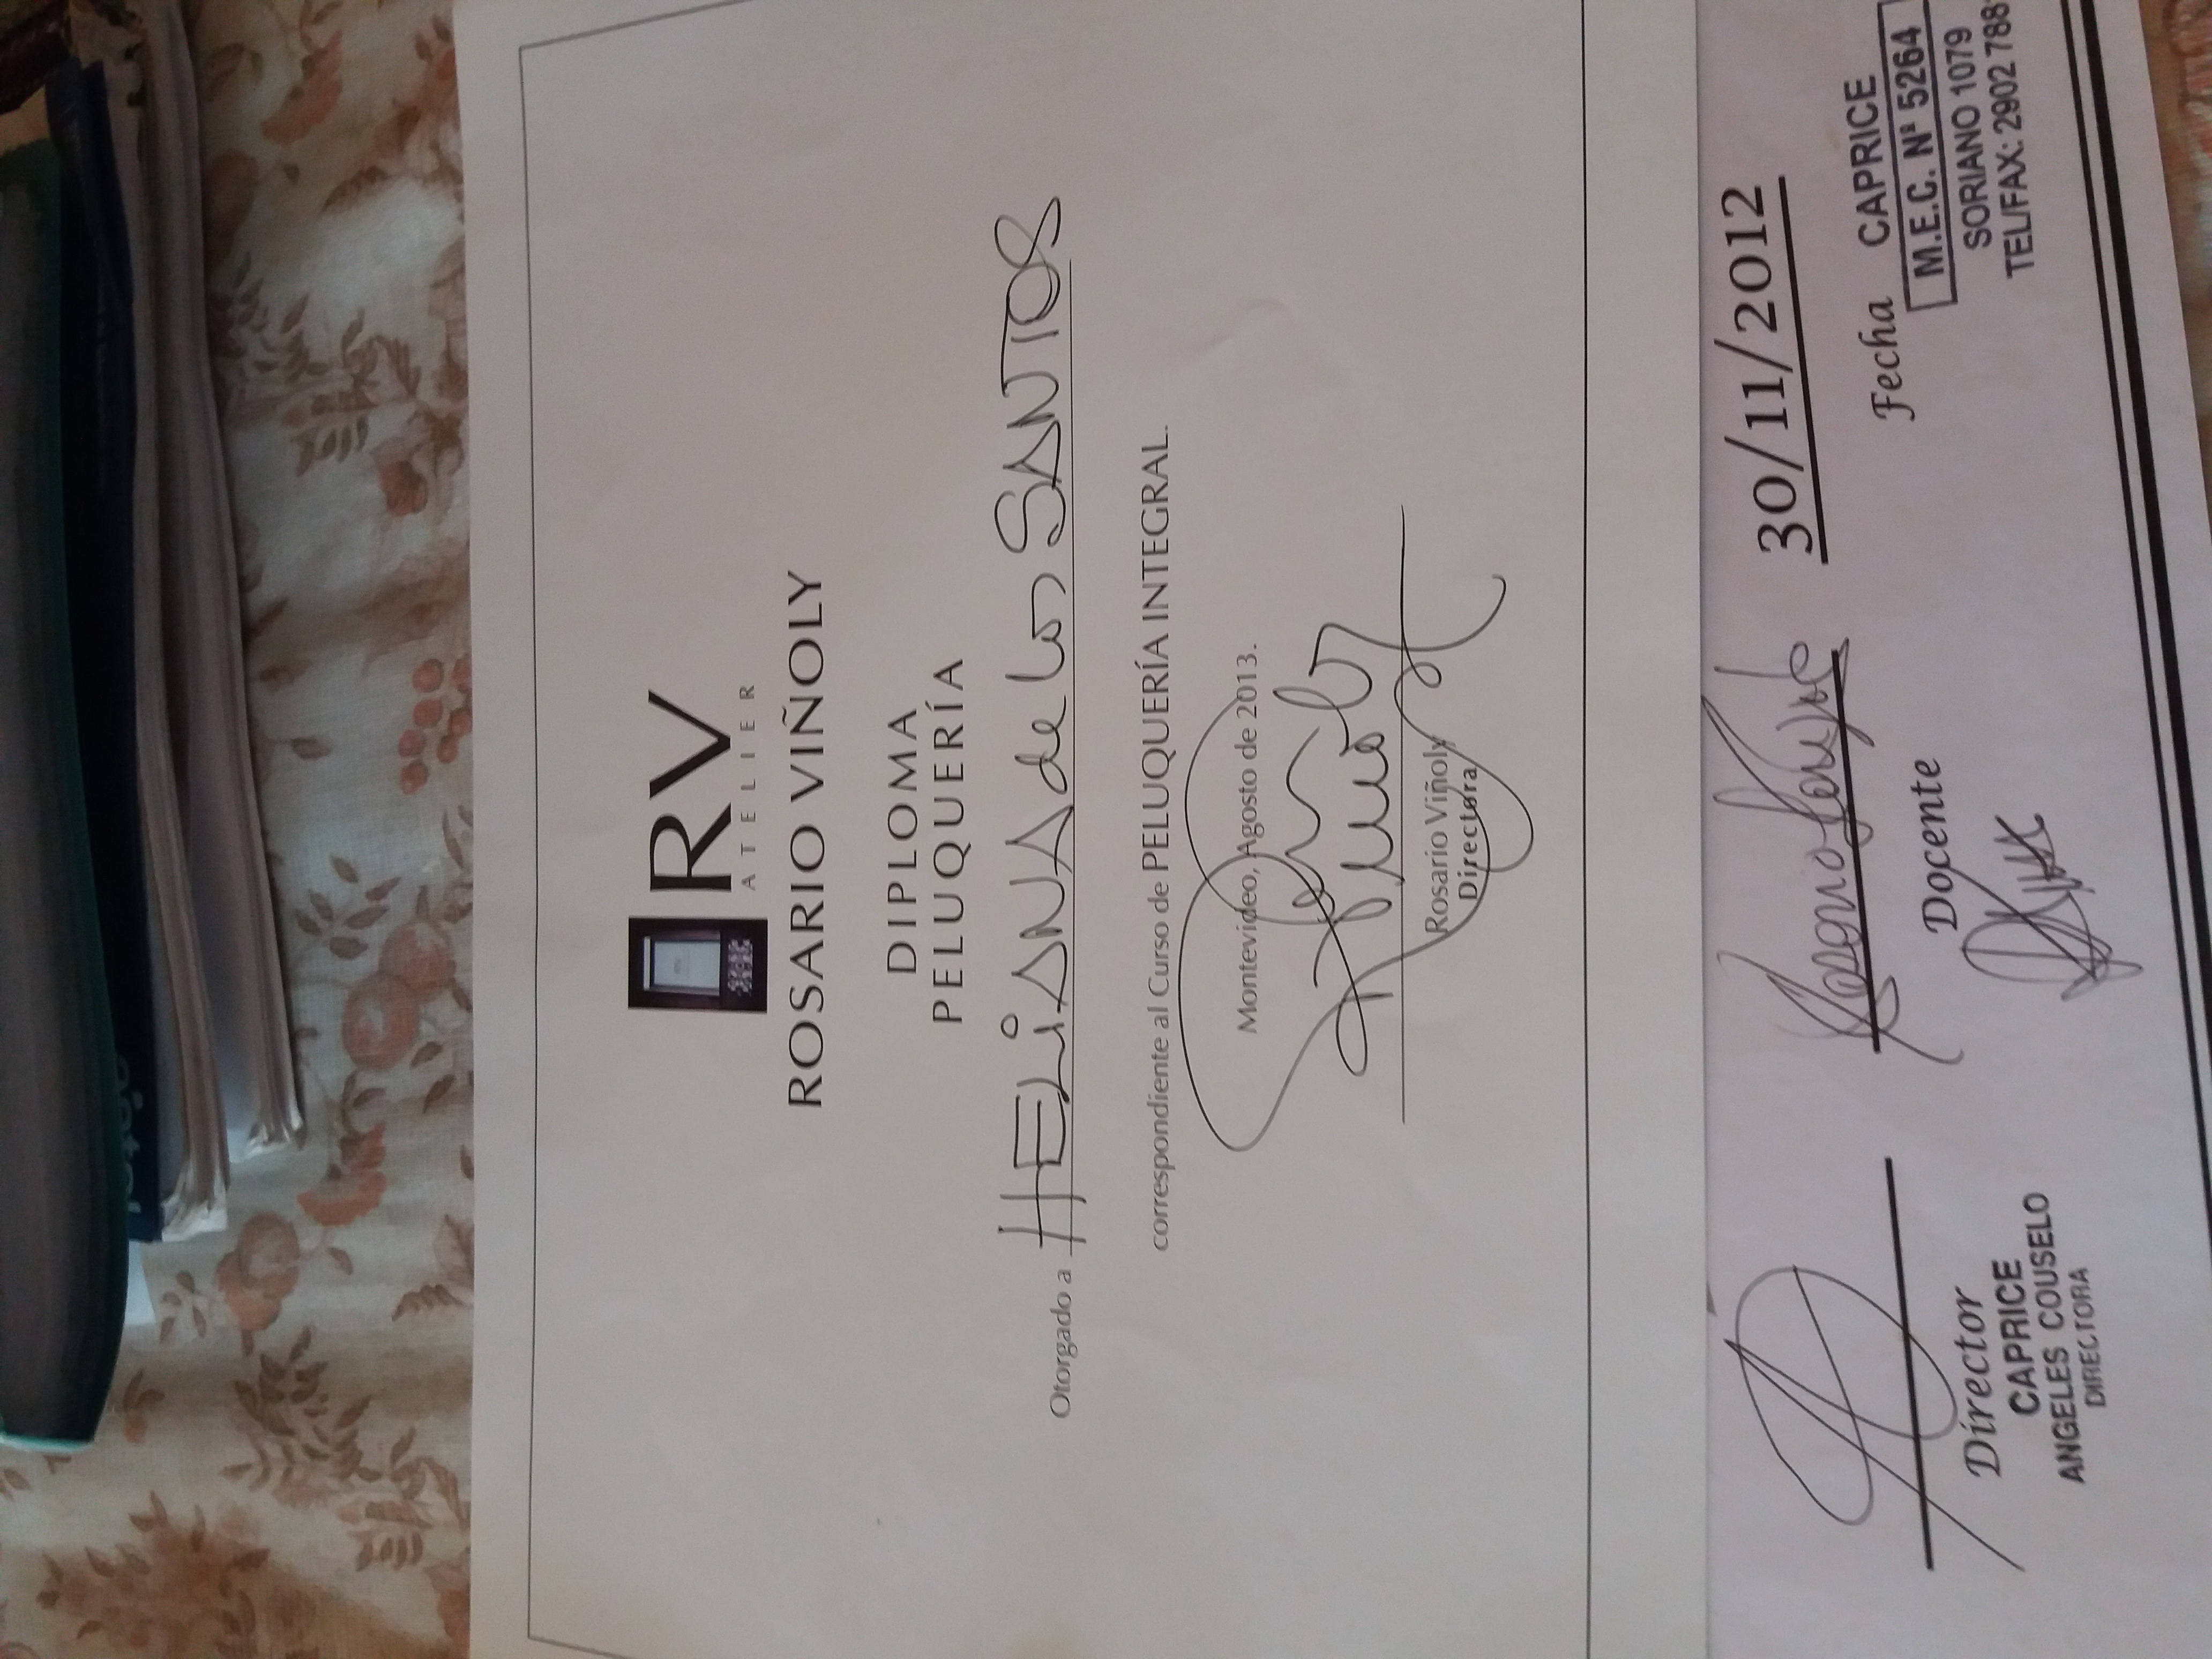 RV
ATELIER
ROSARIO VIÑOLY
DIPLOMA
PELUQUERÍA
Otorgado a HELiANA de los SANTOS
correspondiente al Curso de PELUQUERÍA INTEGRAL.
Montevideo, Agosto de 2013.
Rosario Viñoly
Directora
30/11/2012
Director
Docente
Fecha
CAPRICE
ANGELES COUSELO
DIRECTORA
CAPRICE
M.E.C. Nº 5264
SORIANO 1079
TEL/FAX: 2902 788